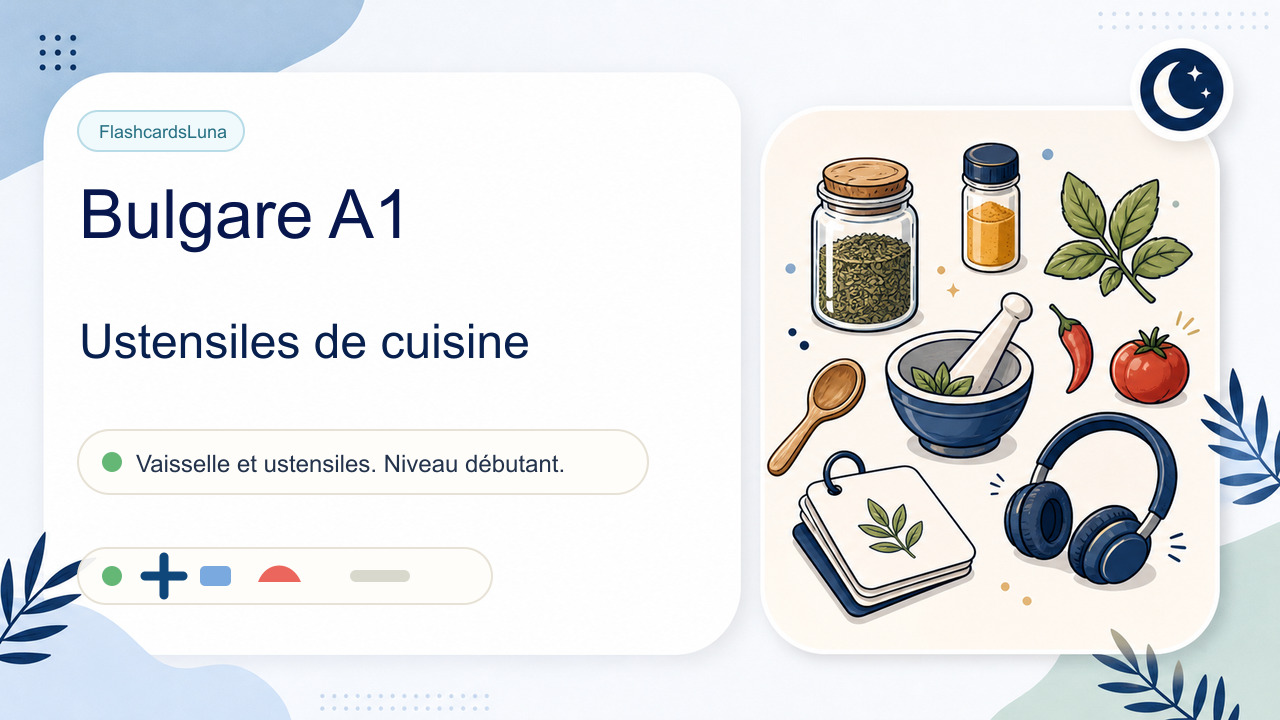 FlashcardsLuna
Bulgare A1
Ustensiles de cuisine
Vaisselle et ustensiles. Niveau débutant.